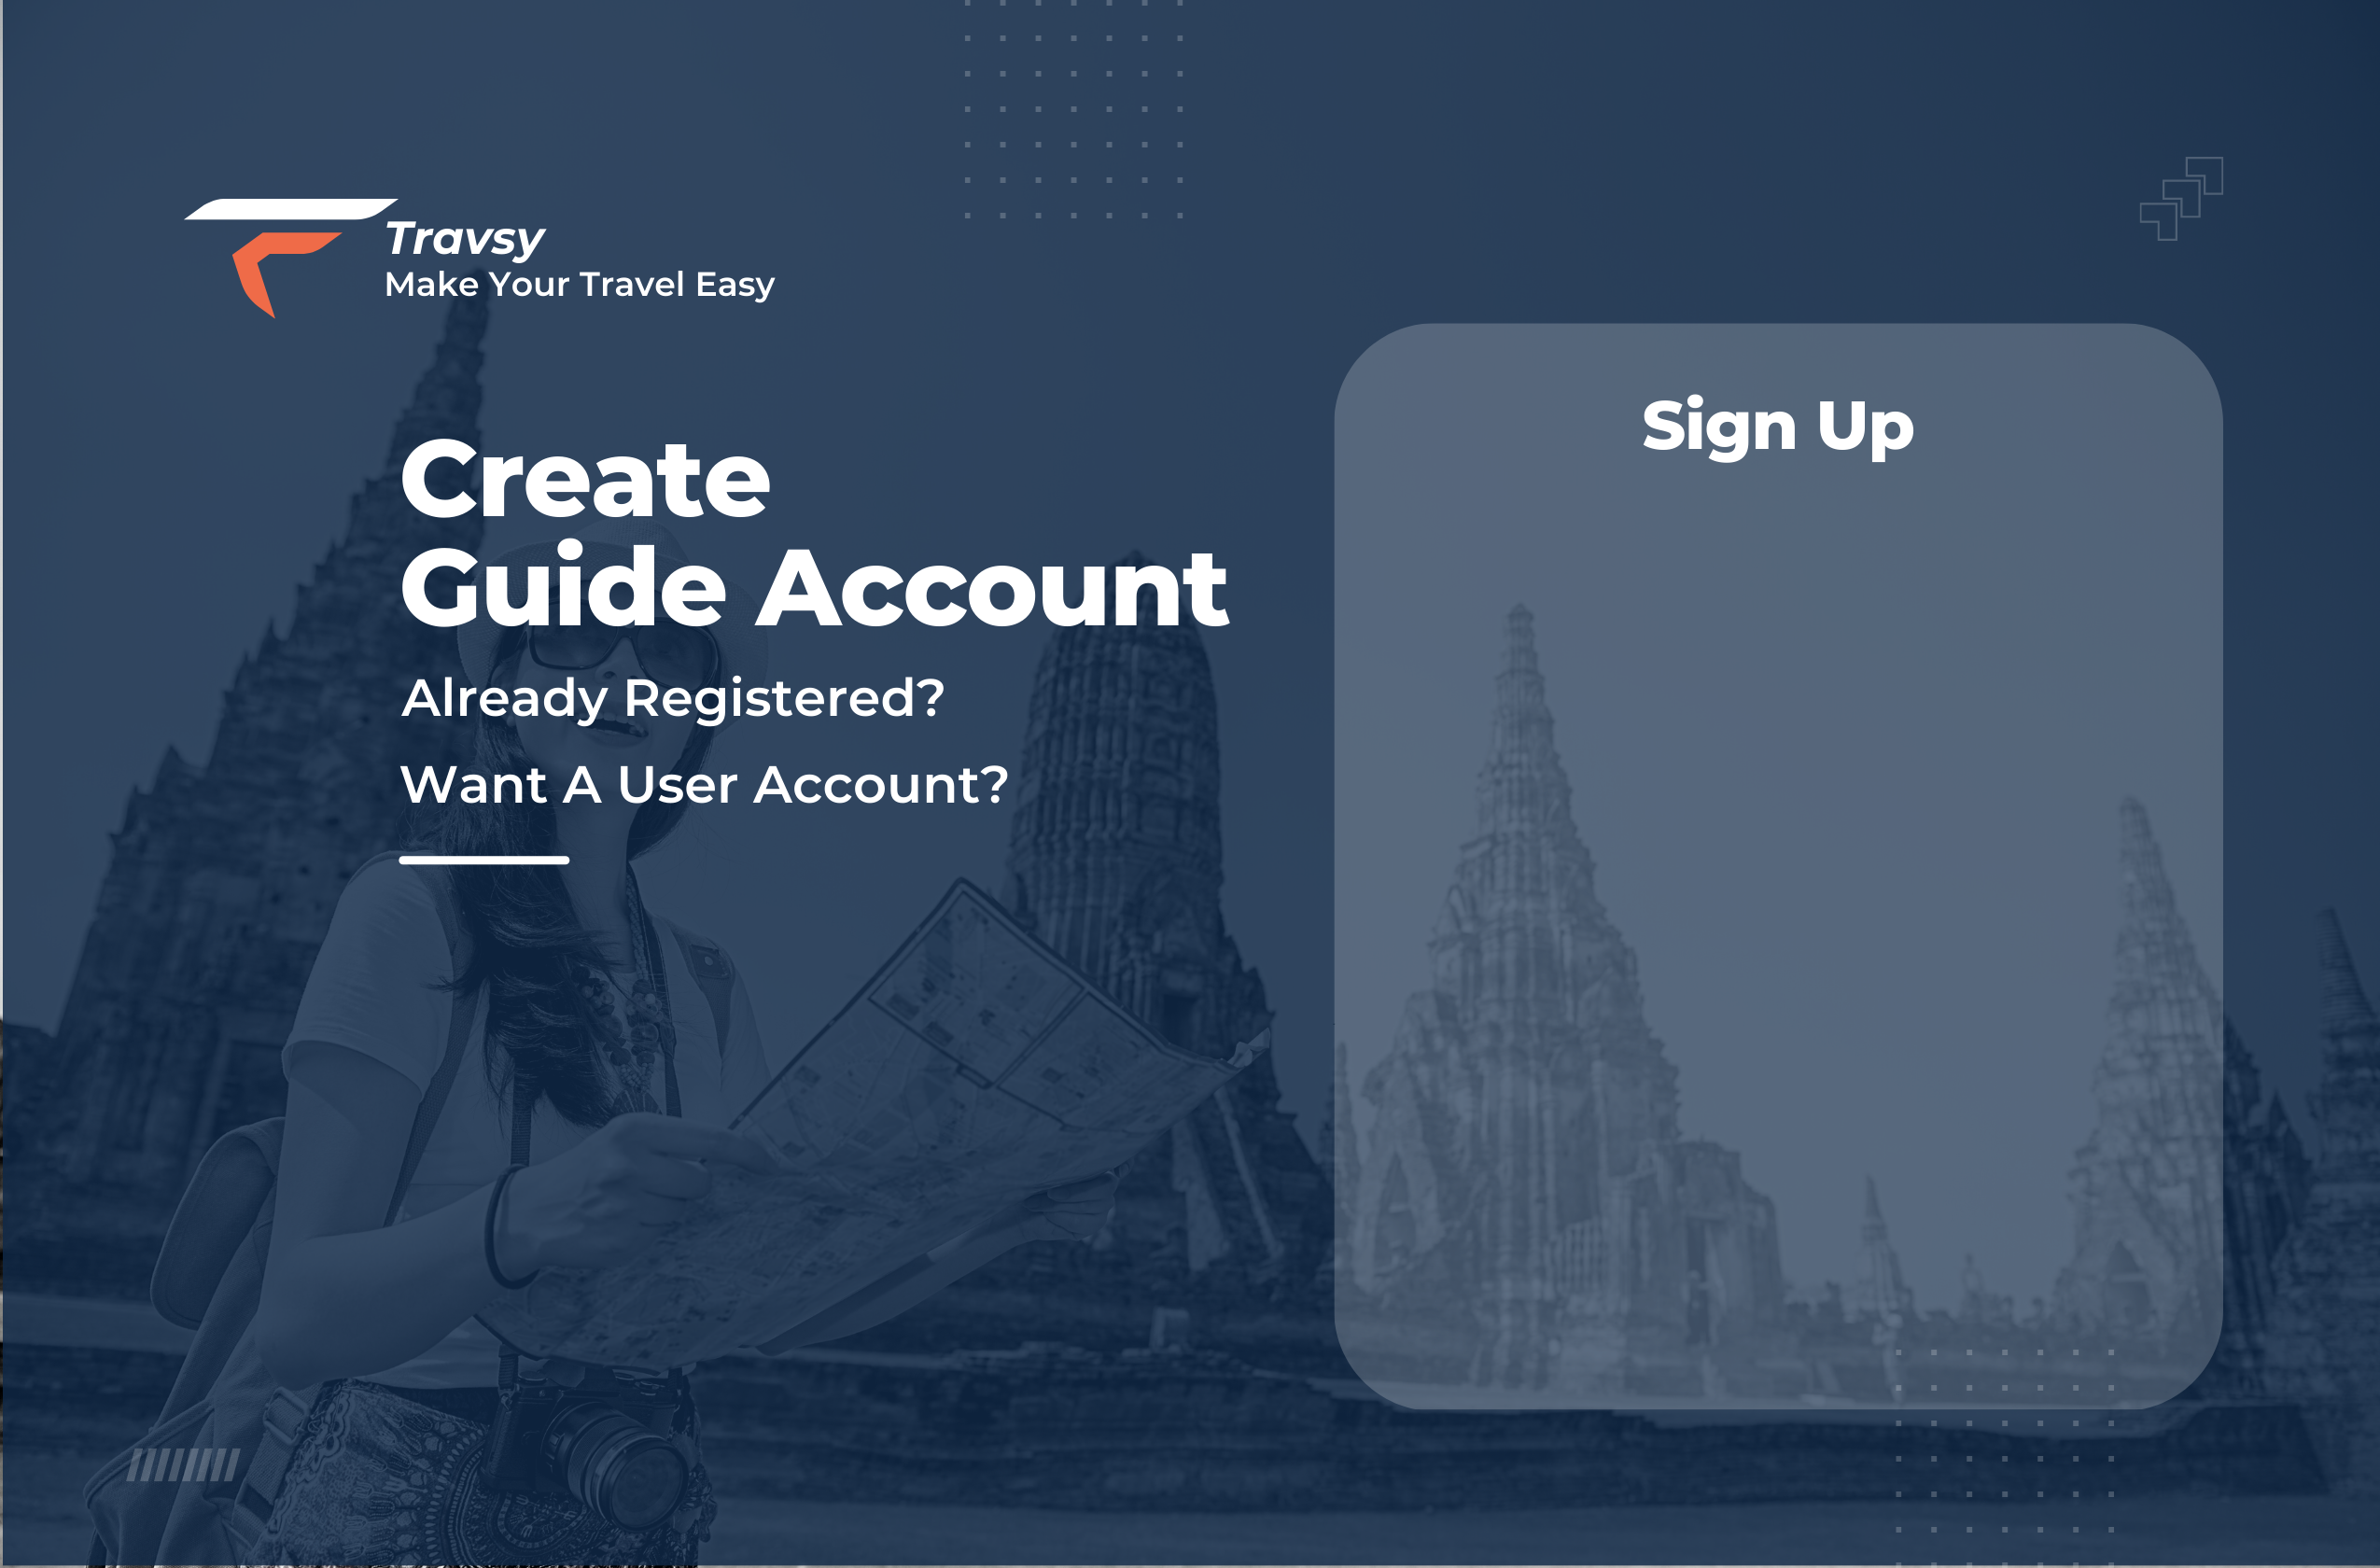 Travsy
Make Your Travel Easy
Create
Guide Account
Already Registered?
Want A User Account?
Sign Up